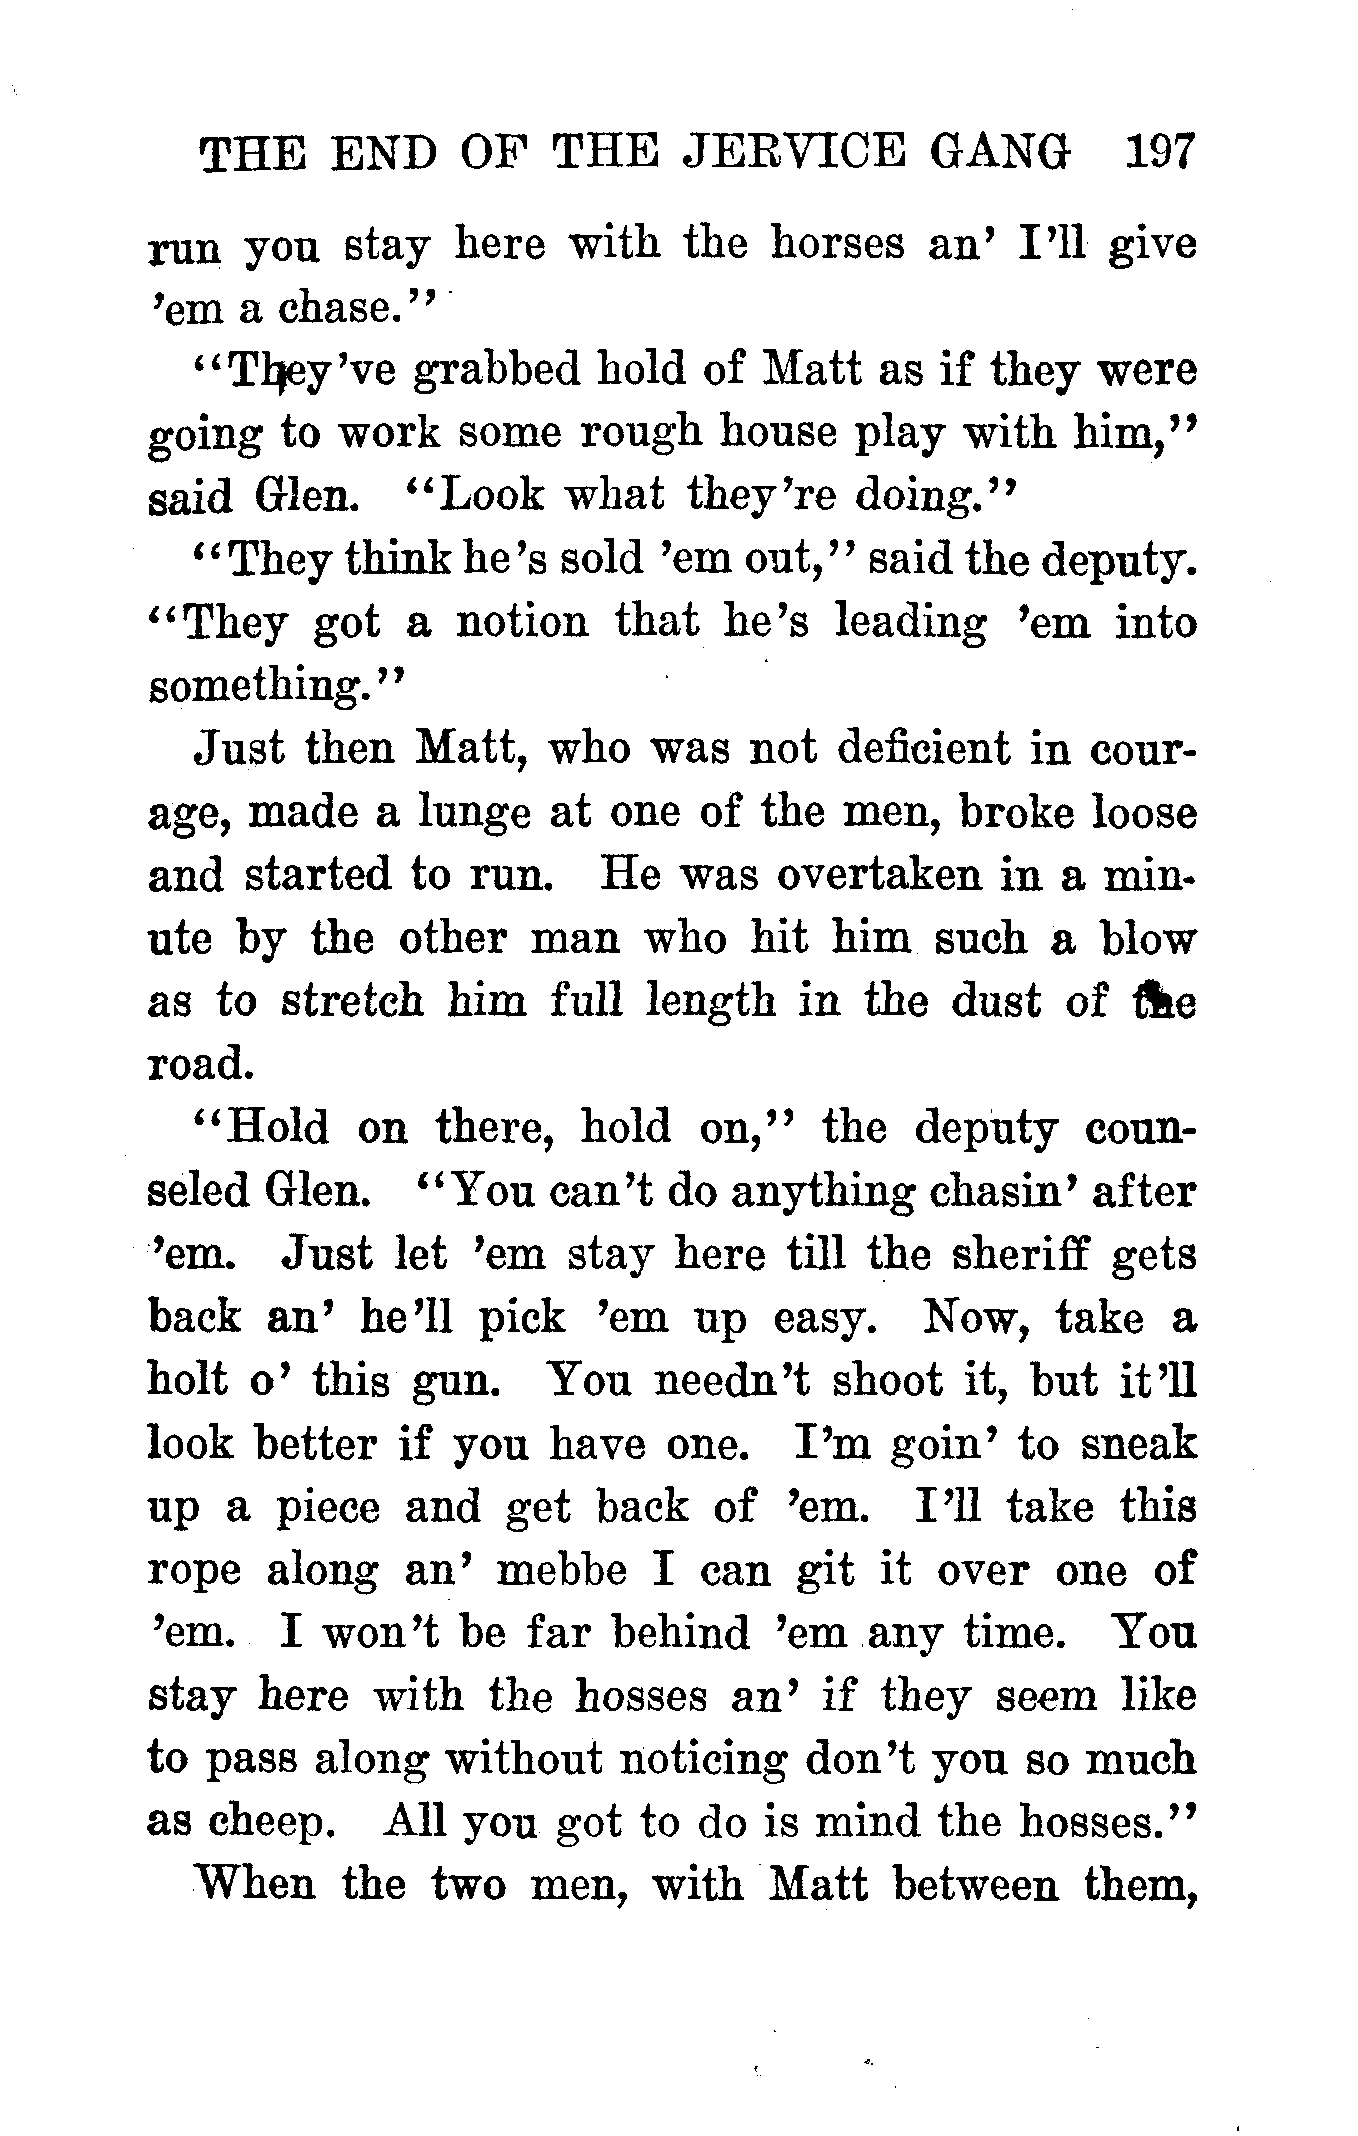 THE END OF THE JERVICE GANG 197
run you stay here with the horses an' I'll give
'em a chase."
"They've grabbed hold of Matt as if they were
going to work some rough house play with him,"
said Glen. "Look what they're doing."
"They think he's sold 'em out," said the deputy.
"They got a notion that he's leading 'em into
something."
Just then Matt, who was not deficient in cour-
age, made a lunge at one of the men, broke loose
and started to run. He was overtaken in a min-
ute by the other man who hit him such a blow
as to stretch him full length in the dust of the
road.
"Hold on there, hold on," the deputy coun-
seled Glen. "You can't do anything chasin' after
'em. Just let 'em stay here till the sheriff gets
back an' he'll pick 'em up easy. Now, take a
holt o' this gun. You needn't shoot it, but it'll
look better if you have one. I'm goin' to sneak
up a piece and get back of 'em. I'll take this
rope along an' mebbe I can git it over one of
'em. I won't be far behind 'em any time. You
stay here with the hosses an' if they seem like
to pass along without noticing don't you so much
as cheep. All you got to do is mind the hosses."
When the two men, with Matt between them,